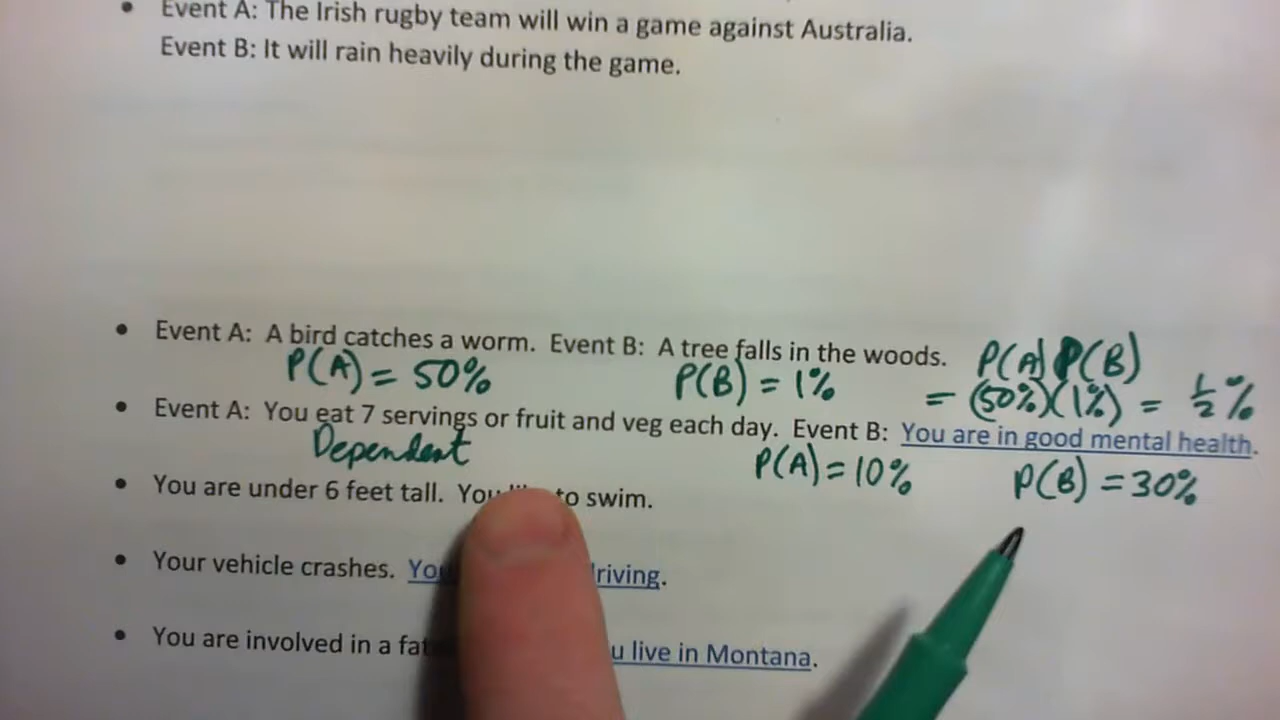 Event A: The Irish rugby team will win a game against Australia.
Event B: It will rain heavily during the game.
Event A: A bird catches a worm. Event B: A tree falls in the woods. P(A) P(B)
P(A) = 50% P(B) = 1% = (50%)(1%) = 1/2%
Event A: You eat 7 servings or fruit and veg each day. Event B: You are in good mental health.
Dependent P(A) = 10% P(B) = 30%
You are under 6 feet tall. to swim.
Your vehicle crashes.
You are involved in a live in Montana.